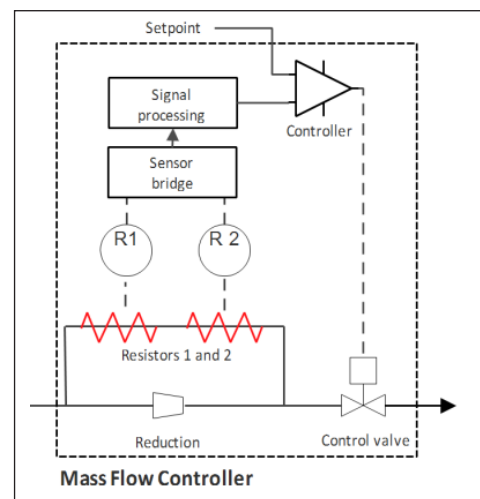 Setpoint
Signal
processing
Controller
Sensor
bridge
R1
R 2
Resistors 1 and 2
Reduction
Control valve
Mass Flow Controller